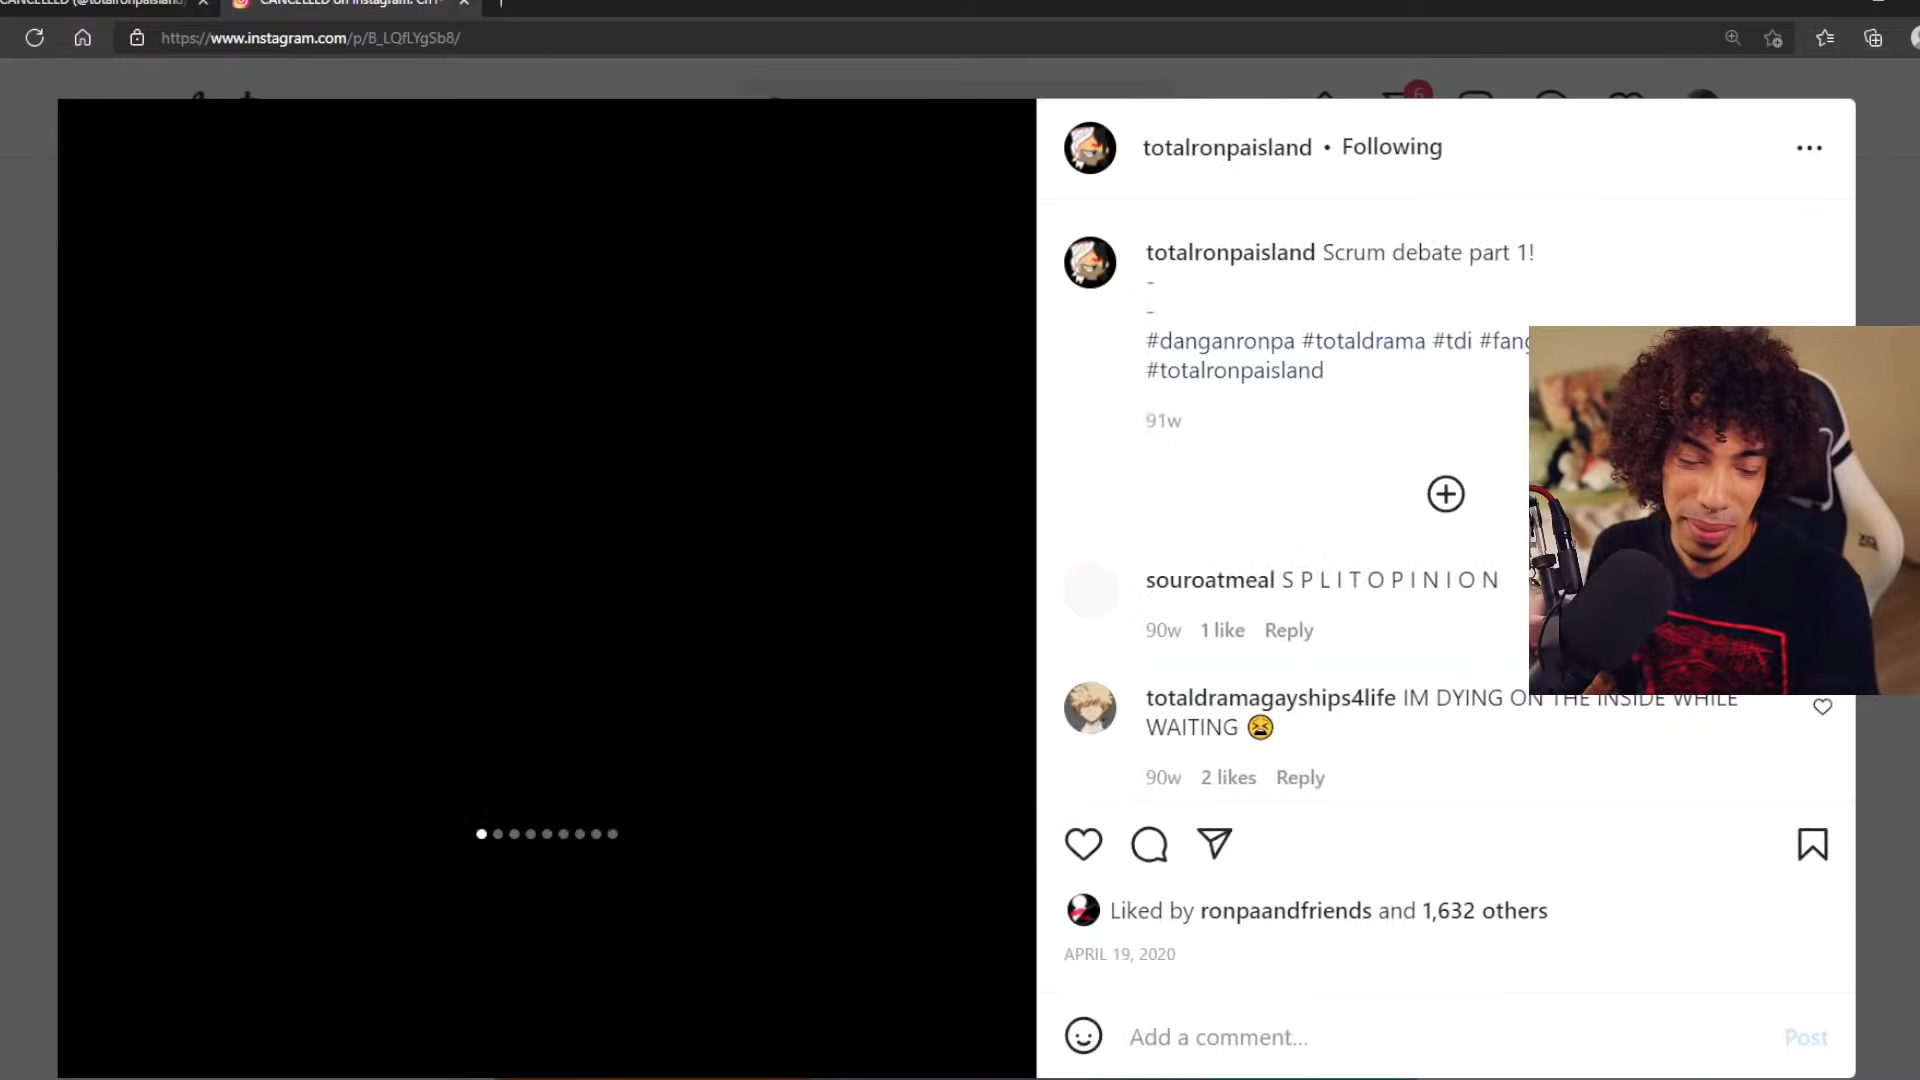 https://www.instagram.com/p/B_LQfLYgSb8/
6
totalronpaisland • Following
totalronpaisland Scrum debate part 1!
-
-
#danganronpa #totaldrama #tdi #fang
#totalronpaisland
91w
souroatmeal S P L I T O P I N I O N
90w 1 like Reply
totaldramagayships4life IM DYING ON THE INSIDE WHILE
WAITING 😫
90w 2 likes Reply
Liked by ronpaandfriends and 1,632 others
APRIL 19, 2020
Add a comment...
Post